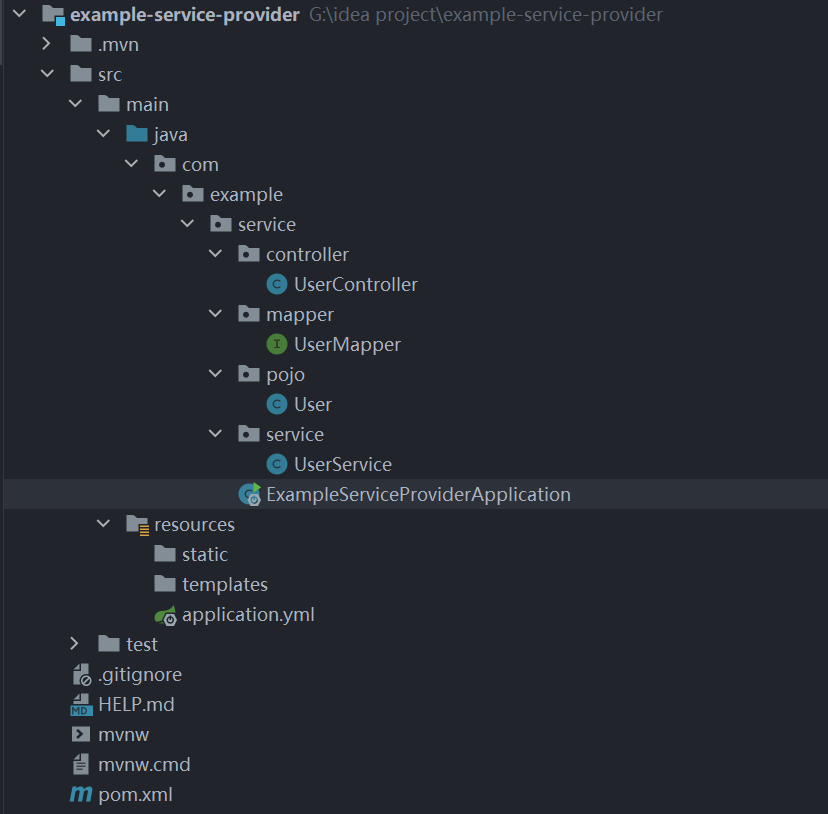 example-service-provider G:\idea project\example-service-provider
.mvn
src
main
java
com
example
service
controller
C UserController
mapper
I UserMapper
pojo
C User
service
C UserService
ExampleServiceProviderApplication
resources
static
templates
application.yml
test
.gitignore
MD HELP.md
mvnw
mvnw.cmd
m pom.xml